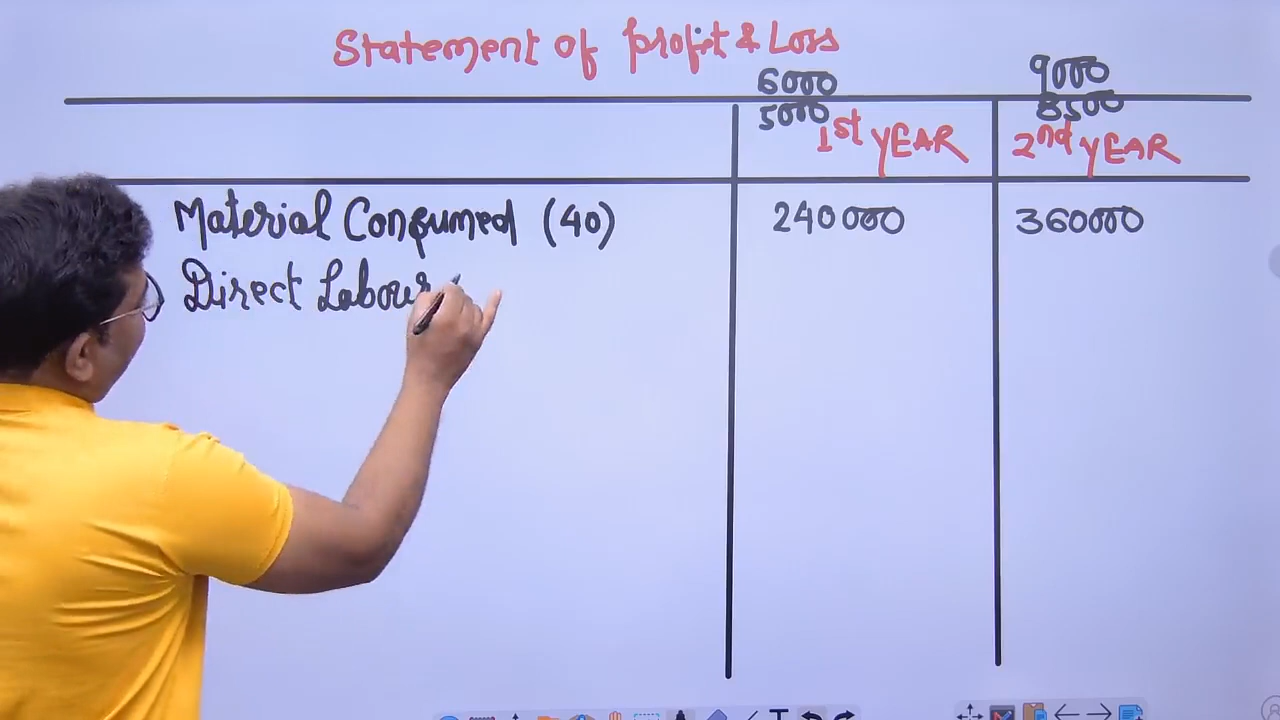 Statement of Profit & Loss
6000 9000
5000 8500
1st YEAR 2nd YEAR
Material Consumed (40) 240000 360000
Direct Labour